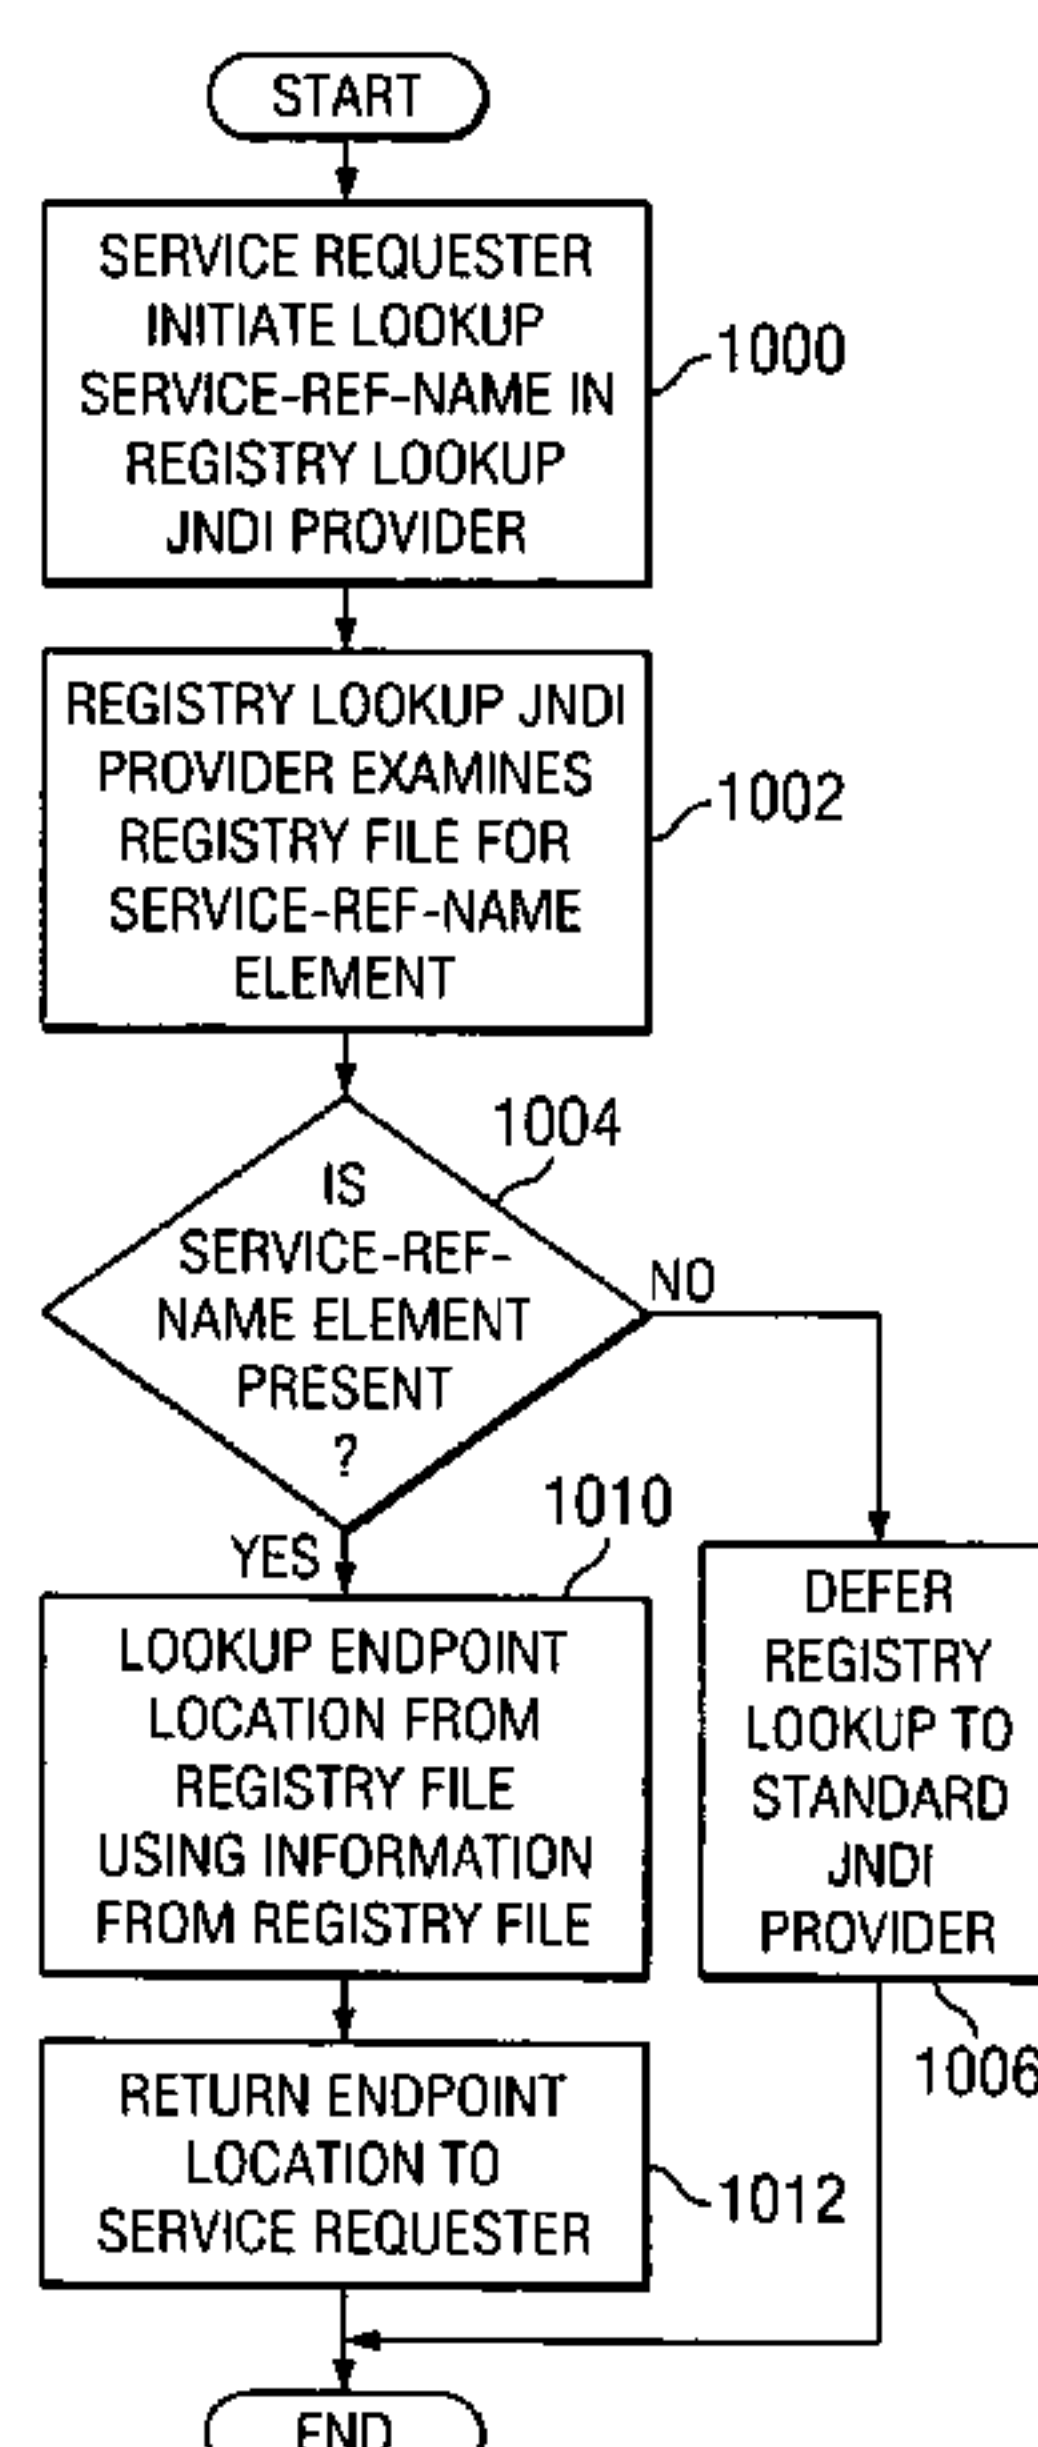 START
SERVICE REQUESTER
INITIATE LOOKUP
SERVICE-REF-NAME IN
REGISTRY LOOKUP
JNDI PROVIDER
1000
REGISTRY LOOKUP JNDI
PROVIDER EXAMINES
REGISTRY FILE FOR
SERVICE-REF-NAME
ELEMENT
1002
1004
IS
SERVICE-REF-
NAME ELEMENT
PRESENT
?
NO
YES
1010
LOOKUP ENDPOINT
LOCATION FROM
REGISTRY FILE
USING INFORMATION
FROM REGISTRY FILE
DEFER
REGISTRY
LOOKUP TO
STANDARD
JNDI
PROVIDER
1006
RETURN ENDPOINT
LOCATION TO
SERVICE REQUESTER
1012
END